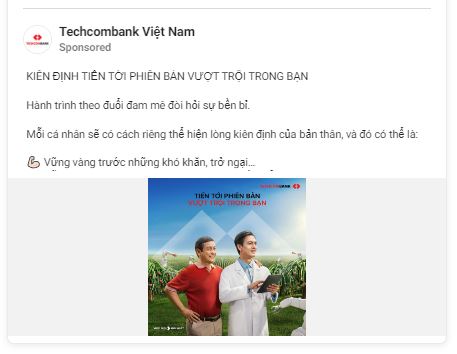 Techcombank Việt Nam
Sponsored
TECHCOMBANK
KIÊN ĐỊNH TIẾN TỚI PHIÊN BẢN VƯỢT TRỘI TRONG BẠN
Hành trình theo đuổi đam mê đòi hỏi sự bền bỉ.
Mỗi cá nhân sẽ có cách riêng thể hiện lòng kiên định của bản thân, và đó có thể là:
💪 Vững vàng trước những khó khăn, trở ngại...
TECHCOMBANK
TIẾN TỚI PHIÊN BẢN
VƯỢT TRỘI TRONG BẠN